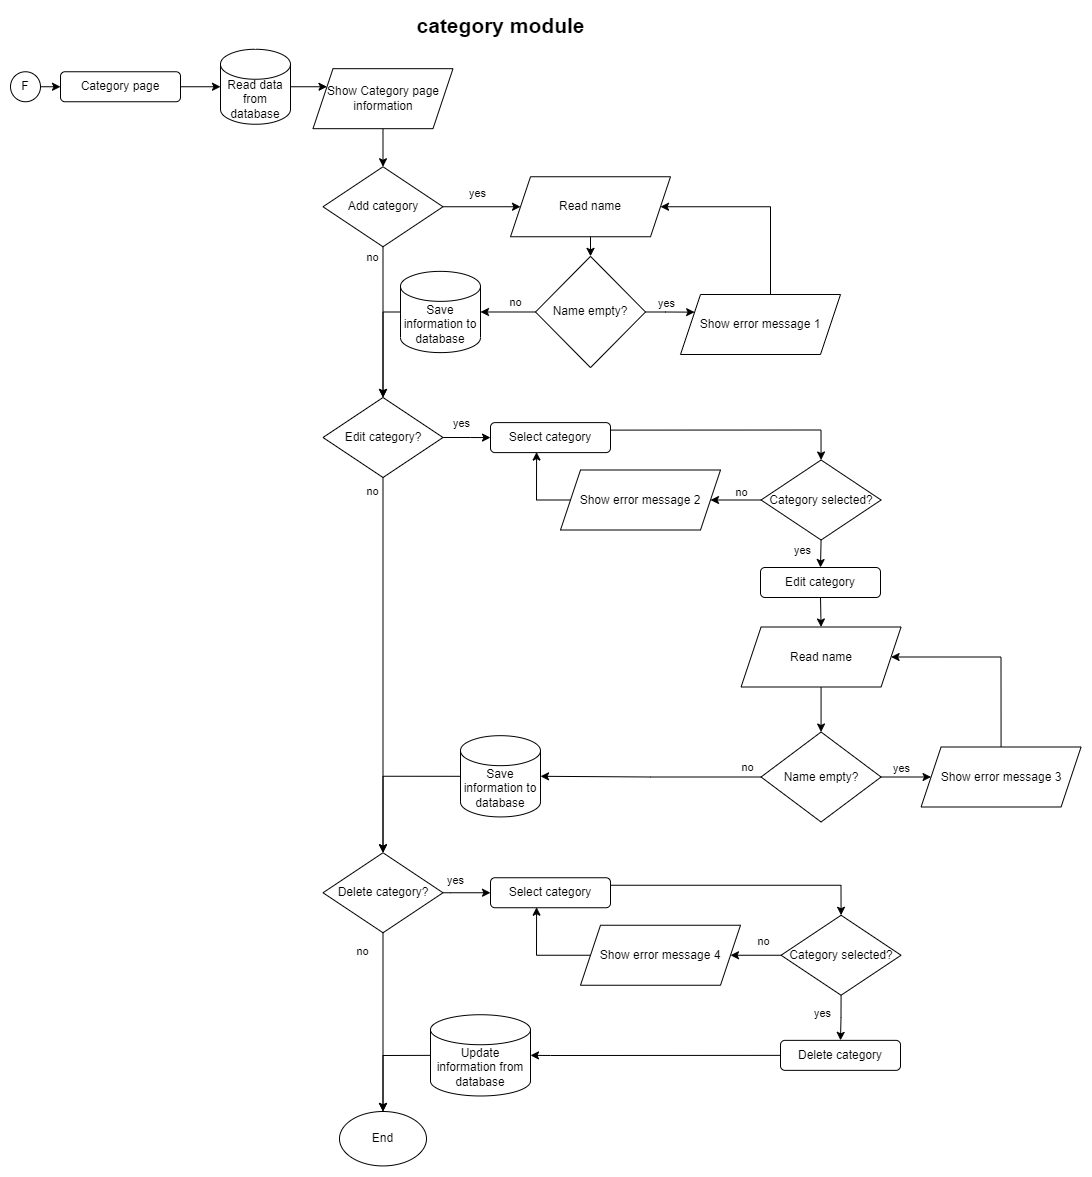 category module
F
Category page
Read data
from
database
Show Category page
information
Add category
yes
Read name
no
Save
information to
database
no
Name empty?
yes
Show error message 1
Edit category?
yes
Select category
no
Show error message 2
no
Category selected?
yes
Edit category
Read name
Save
information to
database
no
Name empty?
yes
Show error message 3
Delete category?
yes
Select category
no
Show error message 4
no
Category selected?
yes
Update
information from
database
Delete category
End